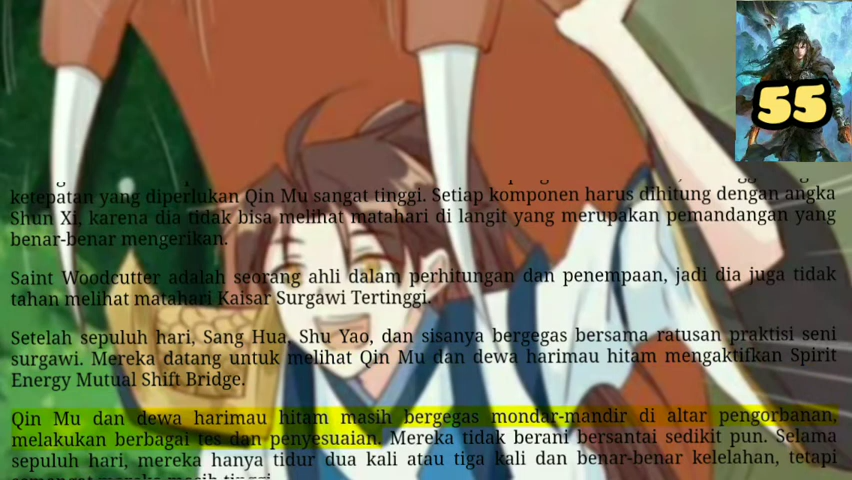 55
ketepatan yang diperlukan Qin Mu sangat tinggi. Setiap komponen harus dihitung dengan angka
Shun Xi, karena dia tidak bisa melihat matahari di langit yang merupakan pemandangan yang
benar-benar mengerikan.
Saint Woodcutter adalah seorang ahli dalam perhitungan dan penempaan, jadi dia juga tidak
tahan melihat matahari Kaisar Surgawi Tertinggi.
Setelah sepuluh hari, Sang Hua, Shu Yao, dan sisanya bergegas bersama ratusan praktisi seni
surgawi. Mereka datang untuk melihat Qin Mu dan dewa harimau hitam mengaktifkan Spirit
Energy Mutual Shift Bridge.
Qin Mu dan dewa harimau hitam masih bergegas mondar-mandir di altar pengorbanan,
melakukan berbagai tes dan penyesuaian. Mereka tidak berani bersantai sedikit pun. Selama
sepuluh hari, mereka hanya tidur dua kali atau tiga kali dan benar-benar kelelahan, tetapi